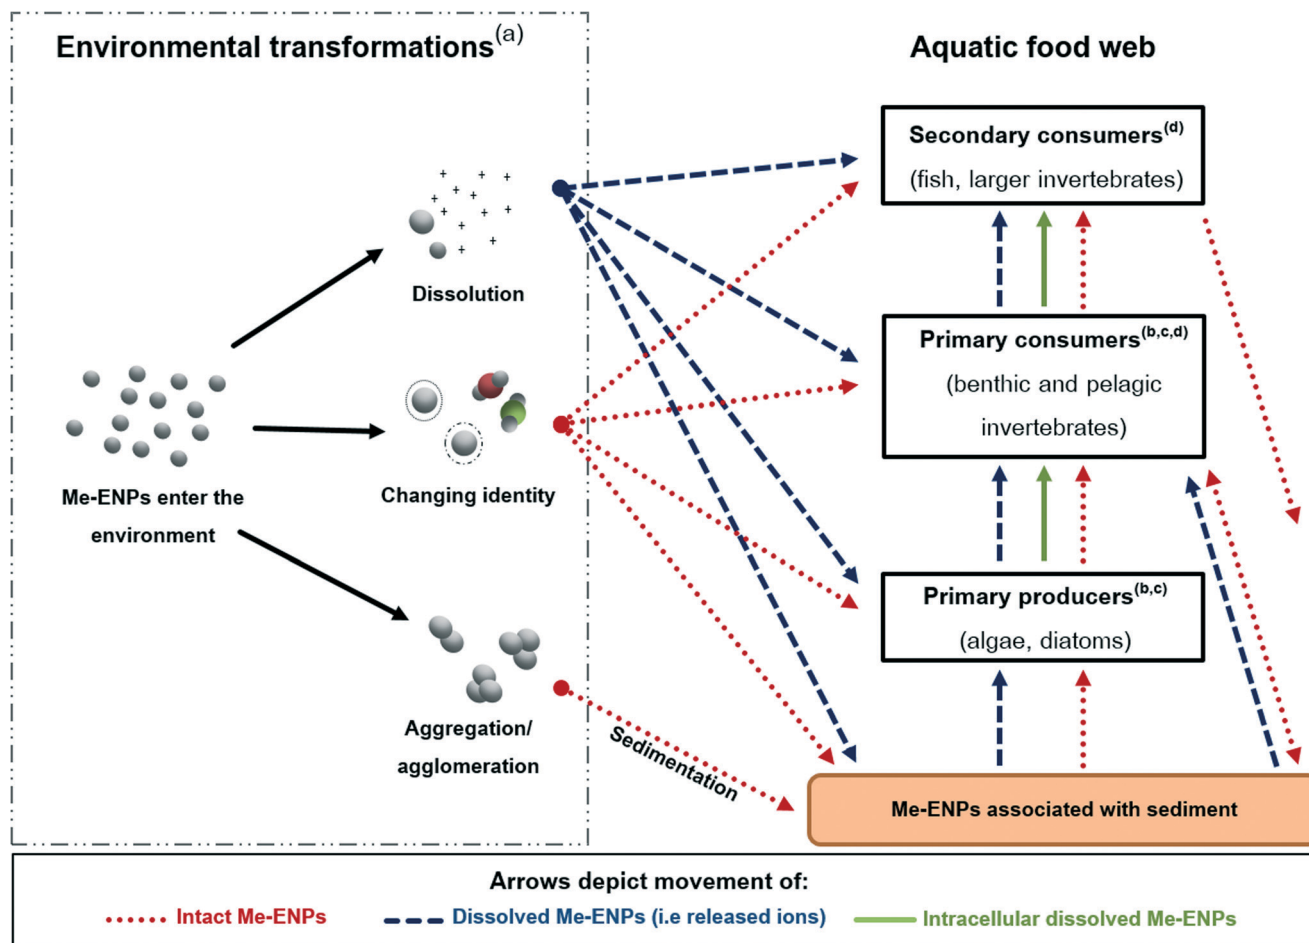 Environmental transformations(a)
Aquatic food web
Secondary consumers(d)
(fish, larger invertebrates)
+ + + + + + + + + + +
Dissolution
Primary consumers(b,c,d)
(benthic and pelagic
invertebrates)
Me-ENPs enter the
environment
Changing identity
Primary producers(b,c)
(algae, diatoms)
Aggregation/
agglomeration
Sedimentation
Me-ENPs associated with sediment
Arrows depict movement of:
Intact Me-ENPs
Dissolved Me-ENPs (i.e released ions)
Intracellular dissolved Me-ENPs